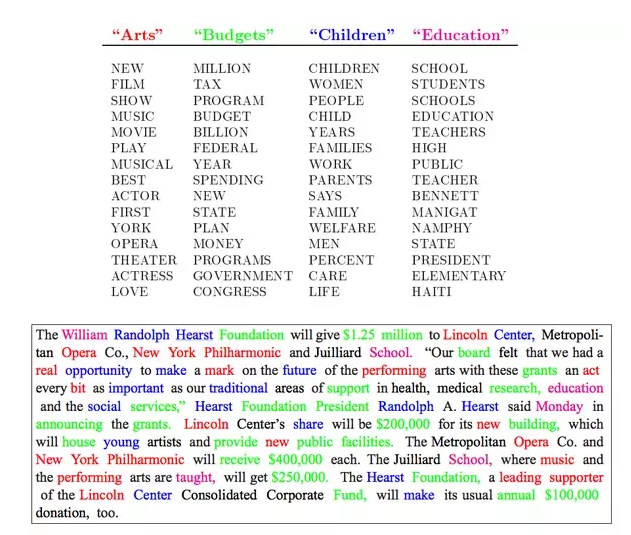 “Arts” “Budgets” “Children” “Education”
NEW MILLION CHILDREN SCHOOL
FILM TAX WOMEN STUDENTS
SHOW PROGRAM PEOPLE SCHOOLS
MUSIC BUDGET CHILD EDUCATION
MOVIE BILLION YEARS TEACHERS
PLAY FEDERAL FAMILIES HIGH
MUSICAL YEAR WORK PUBLIC
BEST SPENDING PARENTS TEACHER
ACTOR NEW SAYS BENNETT
FIRST STATE FAMILY MANIGAT
YORK PLAN WELFARE NAMPHY
OPERA MONEY MEN STATE
THEATER PROGRAMS PERCENT PRESIDENT
ACTRESS GOVERNMENT CARE ELEMENTARY
LOVE CONGRESS LIFE HAITI
The William Randolph Hearst Foundation will give $1.25 million to Lincoln Center, Metropoli-
tan Opera Co., New York Philharmonic and Juilliard School. “Our board felt that we had a
real opportunity to make a mark on the future of the performing arts with these grants an act
every bit as important as our traditional areas of support in health, medical research, education
and the social services,” Hearst Foundation President Randolph A. Hearst said Monday in
announcing the grants. Lincoln Center’s share will be $200,000 for its new building, which
will house young artists and provide new public facilities. The Metropolitan Opera Co. and
New York Philharmonic will receive $400,000 each. The Juilliard School, where music and
the performing arts are taught, will get $250,000. The Hearst Foundation, a leading supporter
of the Lincoln Center Consolidated Corporate Fund, will make its usual annual $100,000
donation, too.